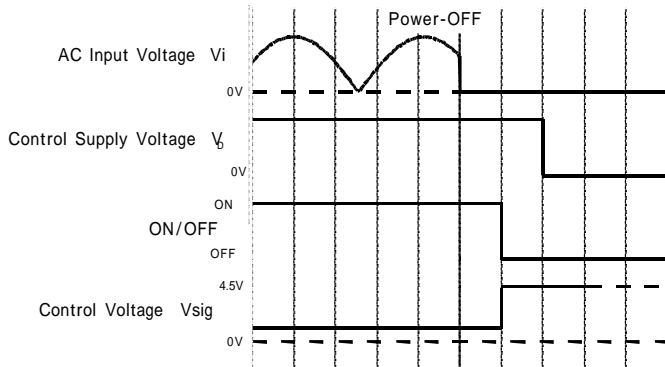 Power-OFF
AC Input Voltage Vi
0V
Control Supply Voltage VD
0V
ON
ON/OFF
OFF
4.5V
Control Voltage Vsig
0V